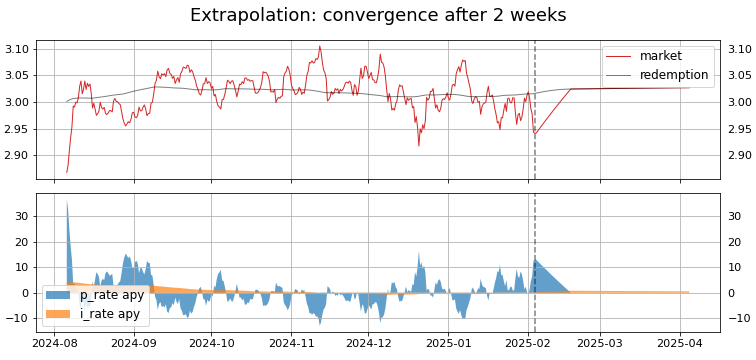 Extrapolation: convergence after 2 weeks
3.10 3.10
3.05 3.05
3.00 3.00
2.95 2.95
2.90 2.90
market
redemption
30 30
20 20
10 10
0 0
−10 −10
p_rate apy
i_rate apy
2024-08 2024-09 2024-10 2024-11 2024-12 2025-01 2025-02 2025-03 2025-04